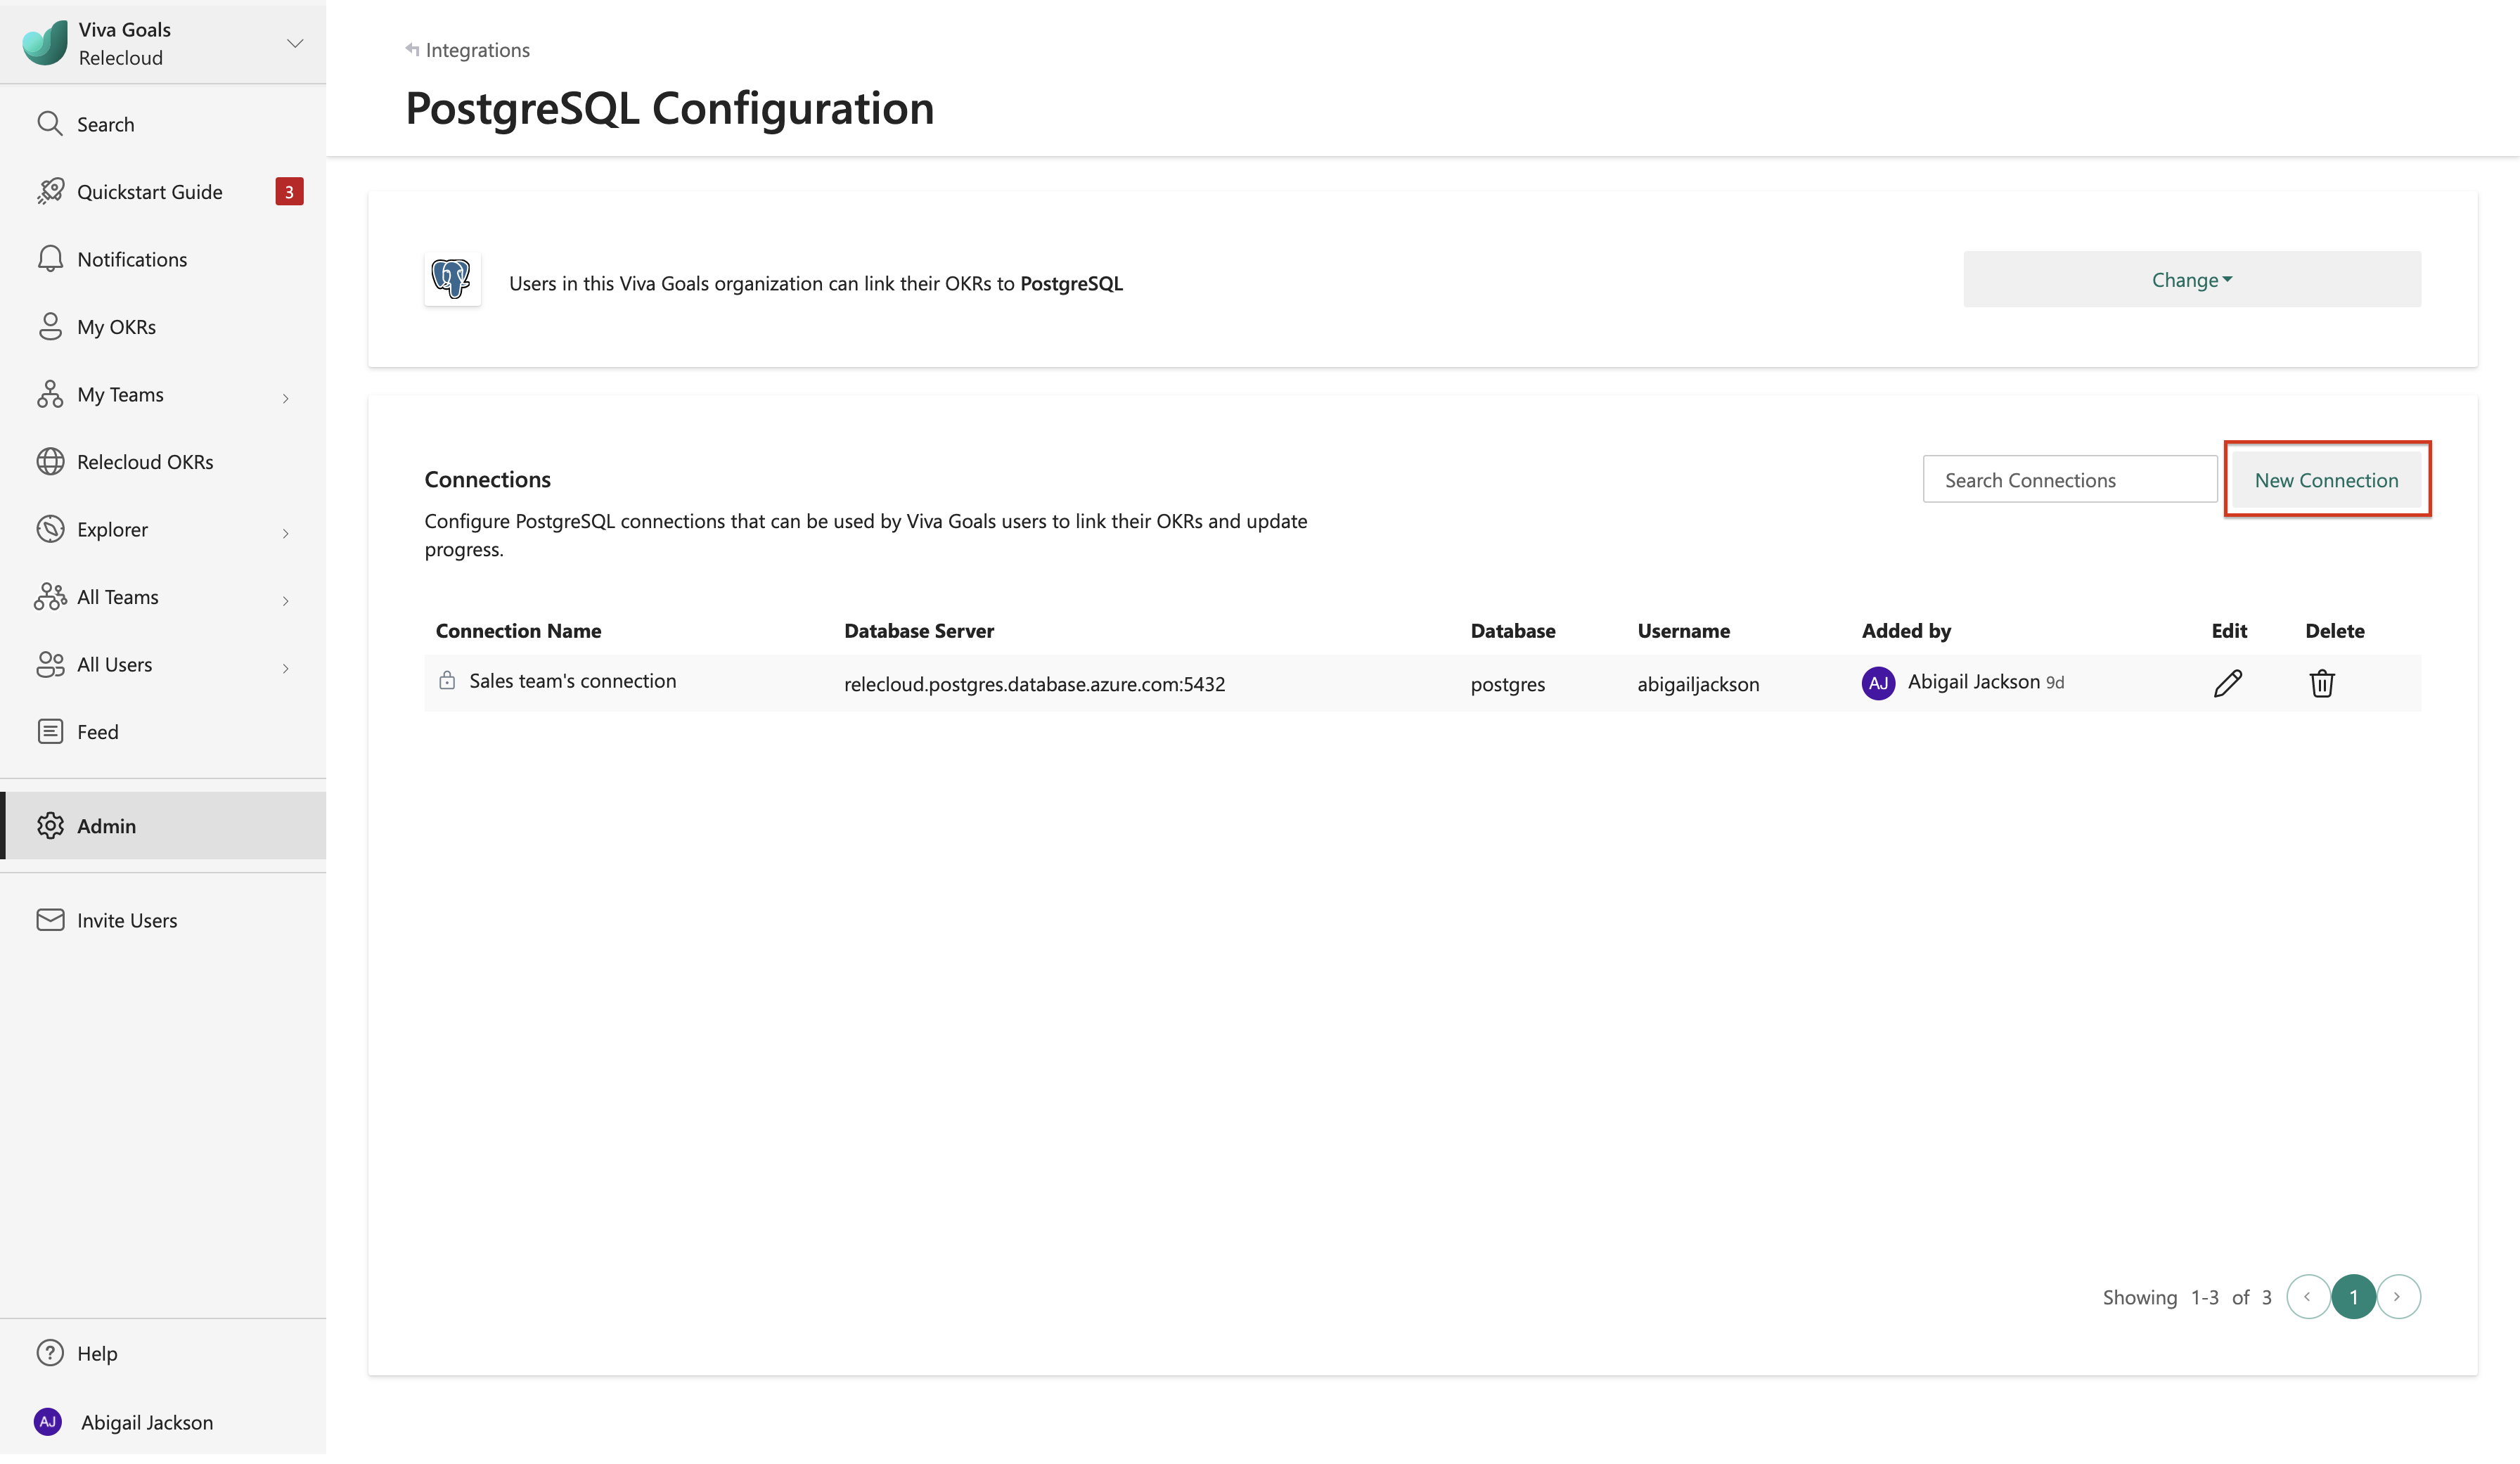 Viva Goals
Relecloud
Search
Quickstart Guide 3
Notifications
My OKRs
My Teams
Relecloud OKRs
Explorer
All Teams
All Users
Feed
Admin
Invite Users
Help
AJ Abigail Jackson
Integrations
PostgreSQL Configuration
Users in this Viva Goals organization can link their OKRs to PostgreSQL
Change
Connections
Search Connections
New Connection
Configure PostgreSQL connections that can be used by Viva Goals users to link their OKRs and update
progress.
Connection Name Database Server Database Username Added by Edit Delete
Sales team's connection relecloud.postgres.database.azure.com:5432 postgres abigailjackson AJ Abigail Jackson 9d
Showing 1-3 of 3 1